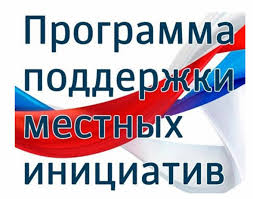 Программа
поддержки
местных
инициатив